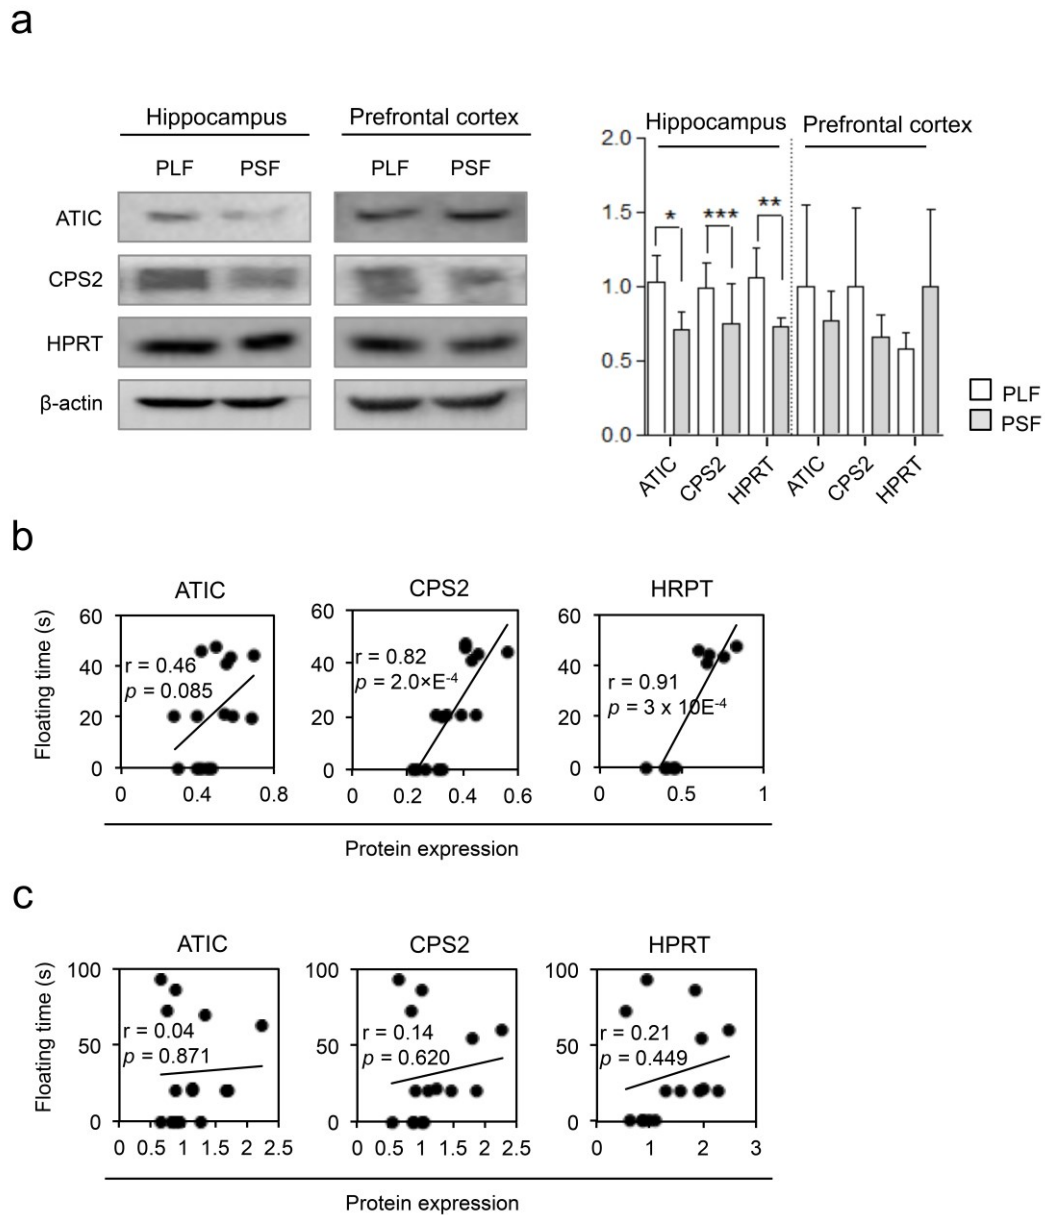 a
Hippocampus
Prefrontal cortex
PLF PSF
PLF PSF
ATIC
CPS2
HPRT
β-actin
Hippocampus
Prefrontal cortex
2.0
1.5
1.0
0.5
0.0
*
***
**
ATIC
CPS2
HPRT
ATIC
CPS2
HPRT
PLF
PSF
b
ATIC
Floating time (s)
60
40
20
0
r = 0.46
p = 0.085
0 0.4 0.8
CPS2
60
40
20
0
r = 0.82
p = 2.0×E-4
0 0.2 0.4 0.6
HRPT
60
40
20
0
r = 0.91
p = 3 x 10E-4
0 0.5 1
Protein expression
c
ATIC
Floating time (s)
100
50
0
r = 0.04
p = 0.871
0 0.5 1 1.5 2 2.5
CPS2
100
50
0
r = 0.14
p = 0.620
0 0.5 1 1.5 2 2.5
HPRT
100
50
0
r = 0.21
p = 0.449
0 1 2 3
Protein expression